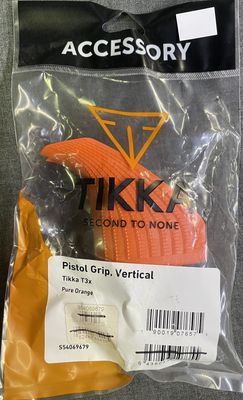 ACCESSORY
TIKKA
SECOND TO NONE
Pistol Grip, Vertical
Tikka T3x
Pure Orange
S54069679